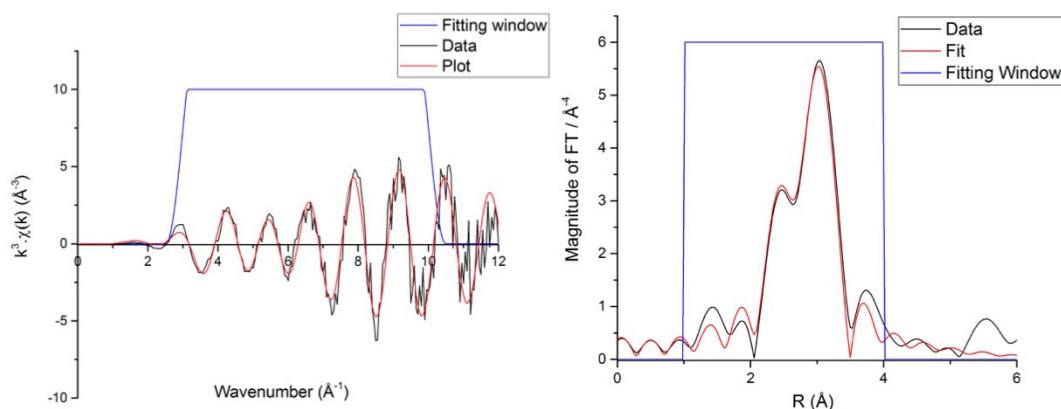 Fitting window
Data
Plot
10
5
0
-5
-10
0
2
4
6
8
10
12
k³.χ(k) (Å⁻³)
Wavenumber (Å⁻¹)
Data
Fit
Fitting Window
6
5
4
3
2
1
0
0
2
4
6
Magnitude of FT / Å⁻⁴
R (Å)